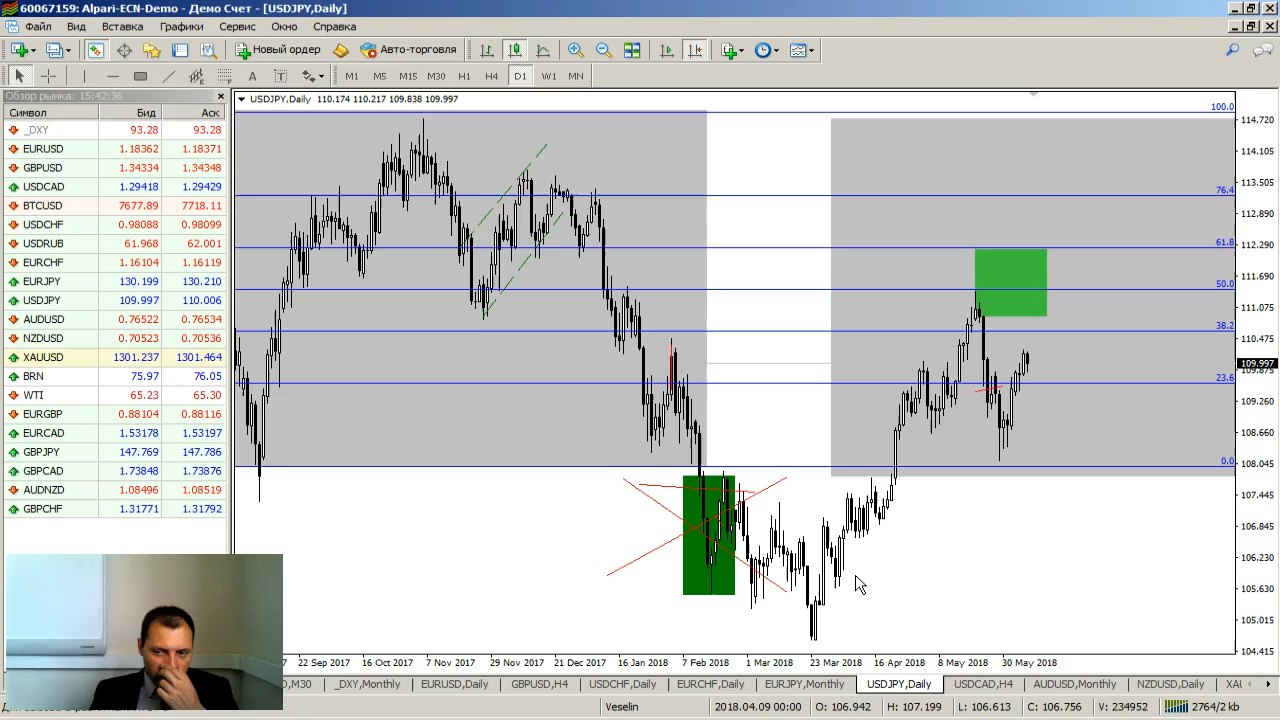 60067159: Alpari-ECN-Demo - Демо Счет - [USDJPY,Daily]
Файл Вид Вставка Графики Сервис Окно Справка
Новый ордер Авто-торго
A T M1 M5 M15 M30 H1 H4 D1 W1 MN
Обзор рынка: 15:42:36
Символ Бид Аск
_DXY 93.28 93.28
EURUSD 1.18362 1.18371
GBPUSD 1.34334 1.34348
USDCAD 1.29418 1.29429
BTCUSD 7677.89 7718.11
USDCHF 0.98088 0.98099
USDRUB 61.968 62.001
EURCHF 1.16104 1.16119
EURJPY 130.199 130.210
USDJPY 109.997 110.006
AUDUSD 0.76522 0.76534
NZDUSD 0.70523 0.70536
XAUUSD 1301.237 1301.464
BRN 75.97 76.05
WTI 65.23 65.30
EURGBP 0.88104 0.88116
EURCAD 1.53178 1.53197
GBPJPY 147.769 147.786
GBPCAD 1.73848 1.73876
AUDNZD 1.08496 1.08519
GBPCHF 1.31771 1.31792
USDJPY,Daily 110.174 110.217 109.838 109.997
100.0
76.4
61.8
50.0
38.2
23.6
0.0
114.720
114.105
113.505
112.890
112.290
111.690
111.075
110.475
109.997
109.875
109.260
108.660
108.045
107.445
106.845
106.230
105.630
105.015
104.415
22 Sep 2017 16 Oct 2017 7 Nov 2017 29 Nov 2017 21 Dec 2017 16 Jan 2018 7 Feb 2018 1 Mar 2018 23 Mar 2018 16 Apr 2018 8 May 2018 30 May 2018
D,M30 _DXY,Monthly EURUSD,Daily GBPUSD,H4 USDCHF,Daily EURCHF,Daily EURJPY,Monthly USDJPY,Daily USDCAD,H4 AUDUSD,Monthly NZDUSD,Daily XAU
Veselin 2018.04.09 00:00 O: 106.942 H: 107.199 L: 106.613 C: 106.756 V: 234952 2764/2 kb